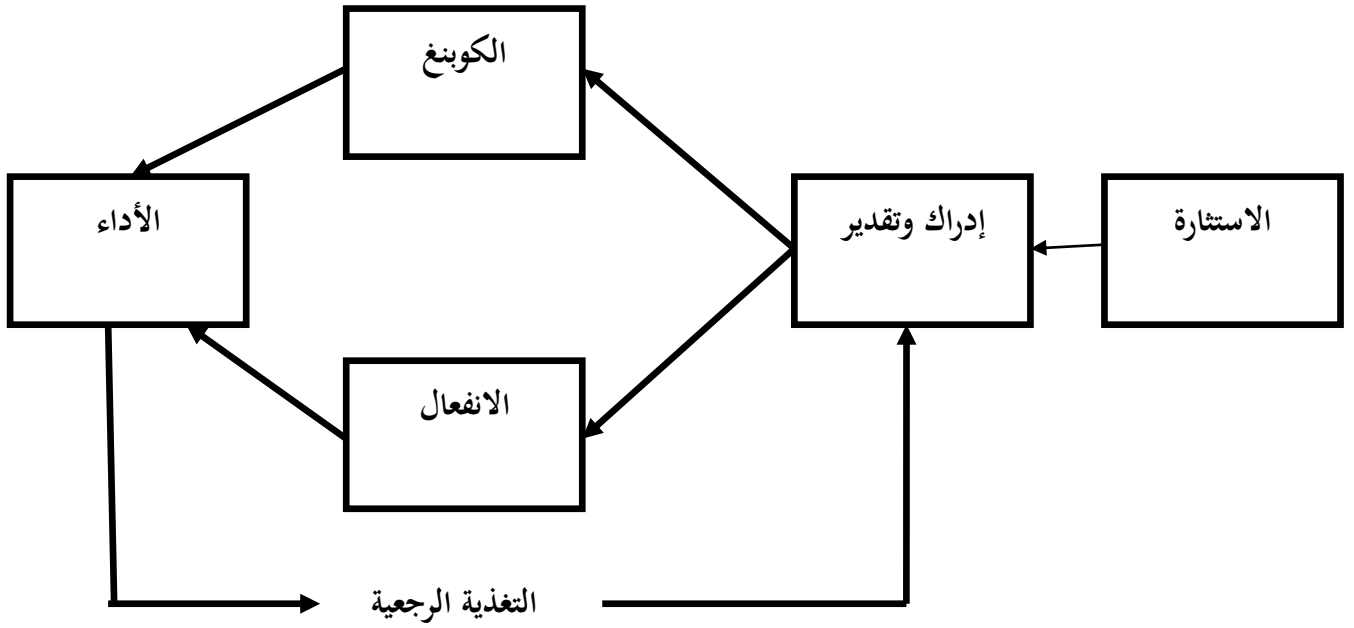 الكوبنغ
الاستثارة
إدراك وتقدير
الأداء
الانفعال
التغذية الرجعية